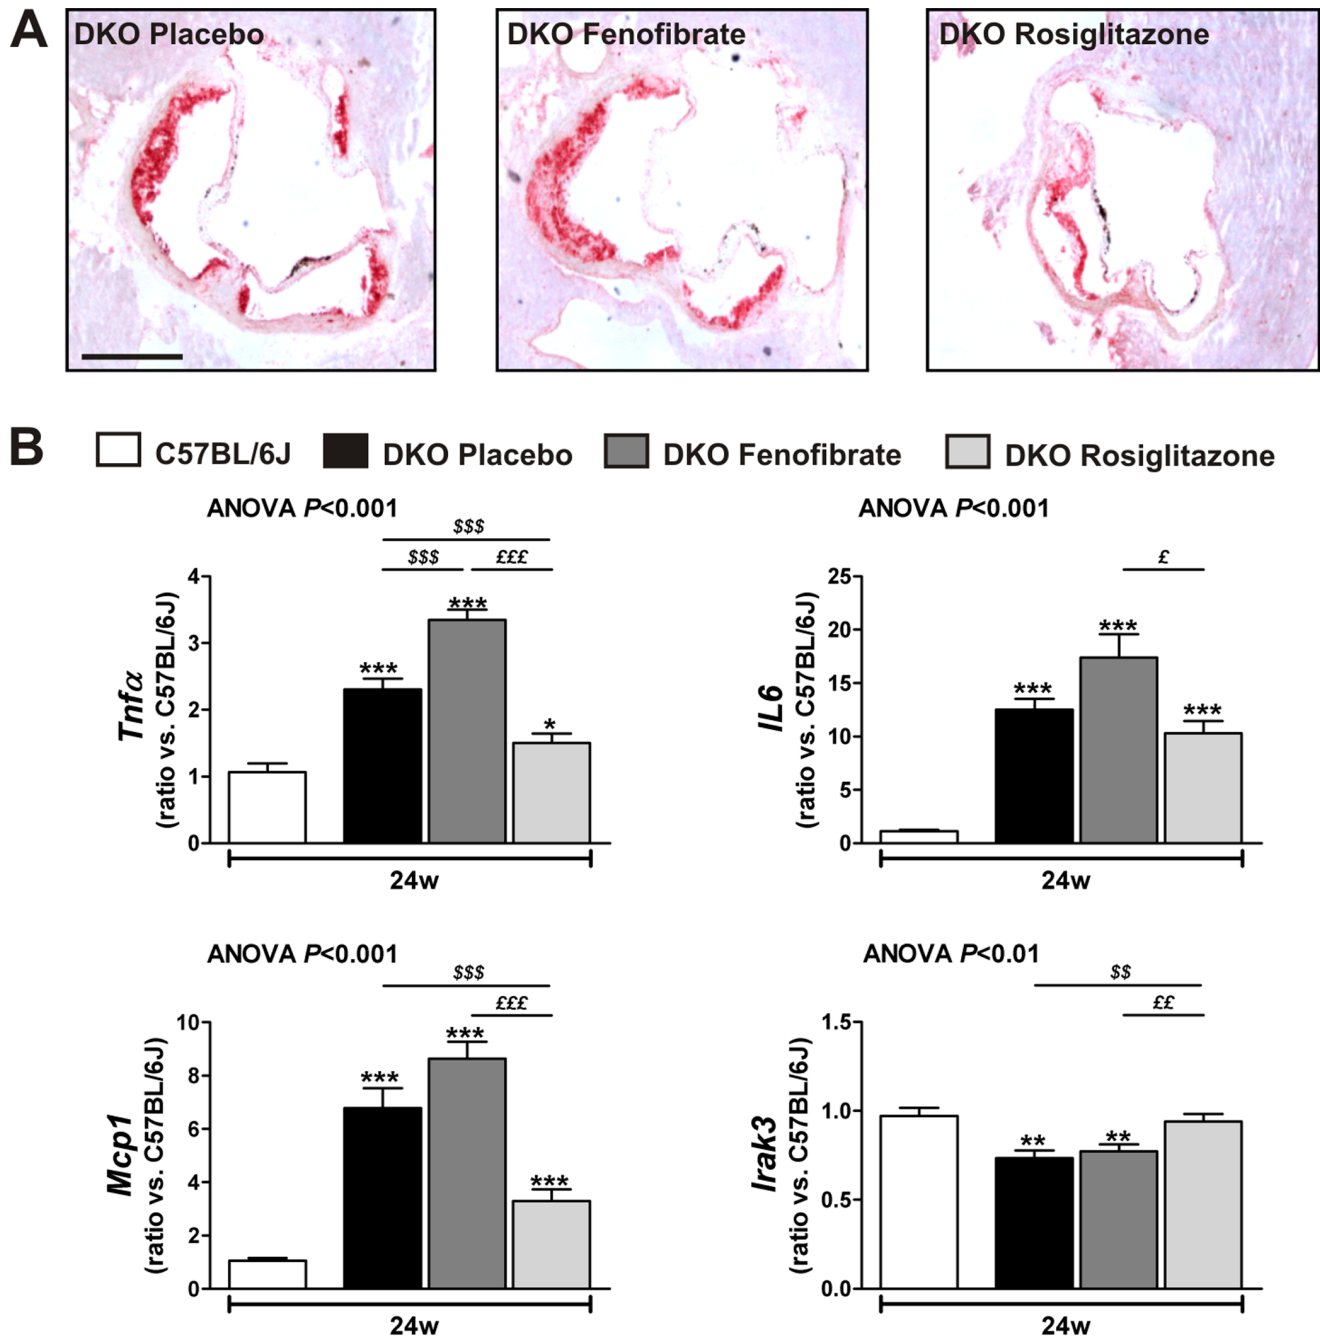 A
DKO Placebo
DKO Fenofibrate
DKO Rosiglitazone
B
C57BL/6J
DKO Placebo
DKO Fenofibrate
DKO Rosiglitazone
ANOVA P<0.001
$$$
$$$
£££
4
3
2
1
0
Tnfα
(ratio vs. C57BL/6J)
***
***
*
24w
ANOVA P<0.001
£
25
20
15
10
5
0
IL6
(ratio vs. C57BL/6J)
***
***
***
24w
ANOVA P<0.001
$$$
£££
10
8
6
4
2
0
Mcp1
(ratio vs. C57BL/6J)
***
***
***
24w
ANOVA P<0.01
$$
££
1.5
1.0
0.5
0.0
Irak3
(ratio vs. C57BL/6J)
**
**
24w